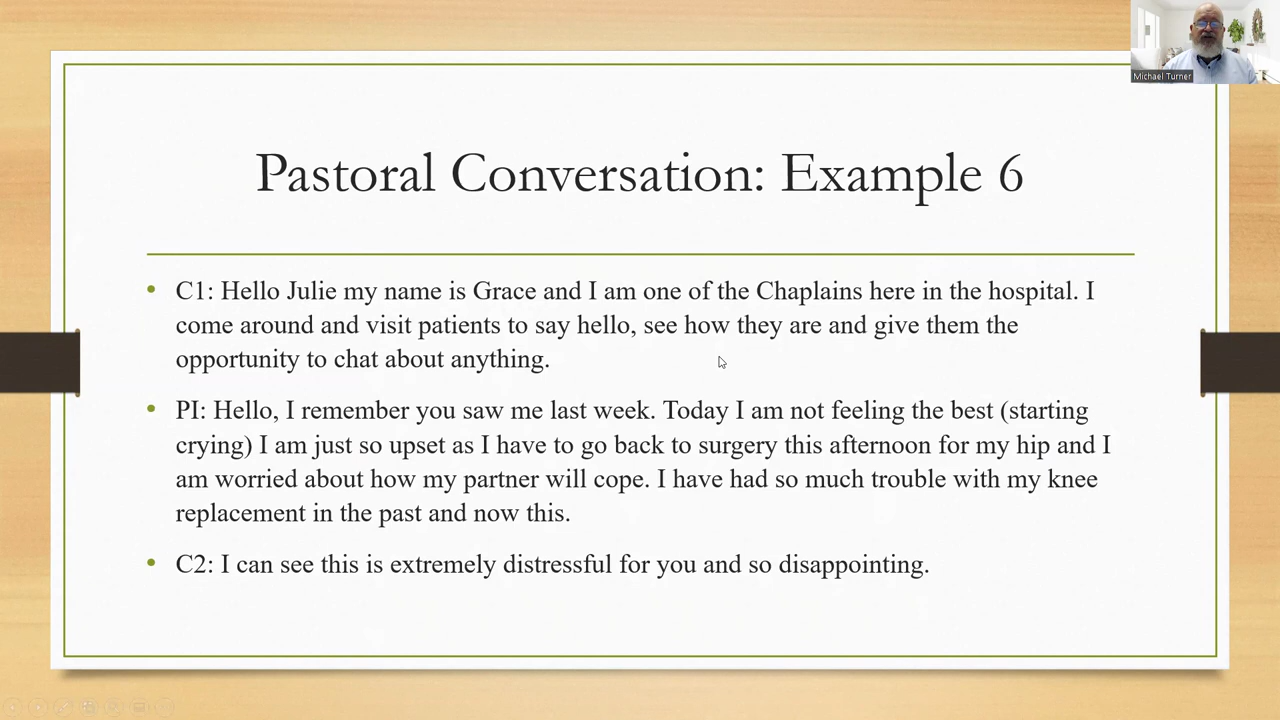 Michael Turner
Pastoral Conversation: Example 6
C1: Hello Julie my name is Grace and I am one of the Chaplains here in the hospital. I
come around and visit patients to say hello, see how they are and give them the
opportunity to chat about anything.
PI: Hello, I remember you saw me last week. Today I am not feeling the best (starting
crying) I am just so upset as I have to go back to surgery this afternoon for my hip and I
am worried about how my partner will cope. I have had so much trouble with my knee
replacement in the past and now this.
C2: I can see this is extremely distressful for you and so disappointing.